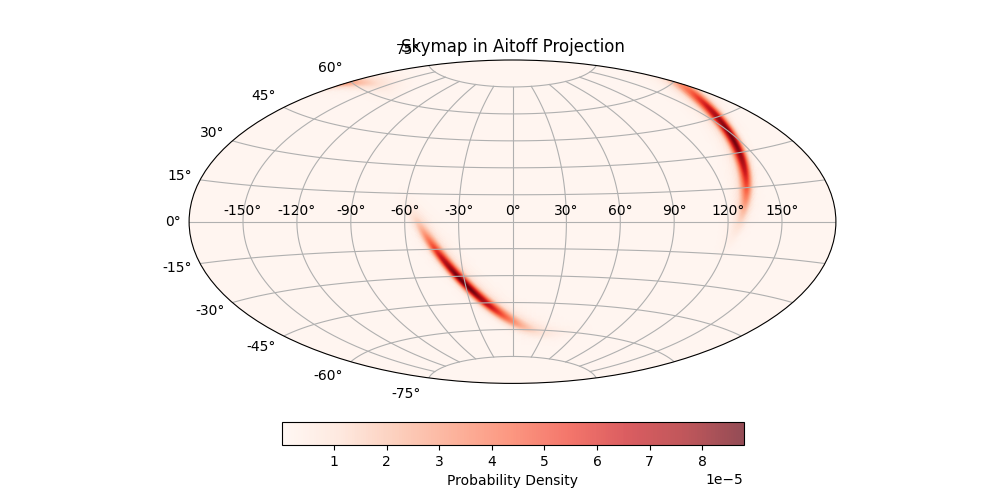 75°
Skymap in Aitoff Projection
60°
45°
30°
15°
-150° -120° -90° -60° -30° 0° 30° 60° 90° 120° 150°
0°
-15°
-30°
-45°
-60°
-75°
1 2 3 4 5 6 7 8
1e−5
Probability Density